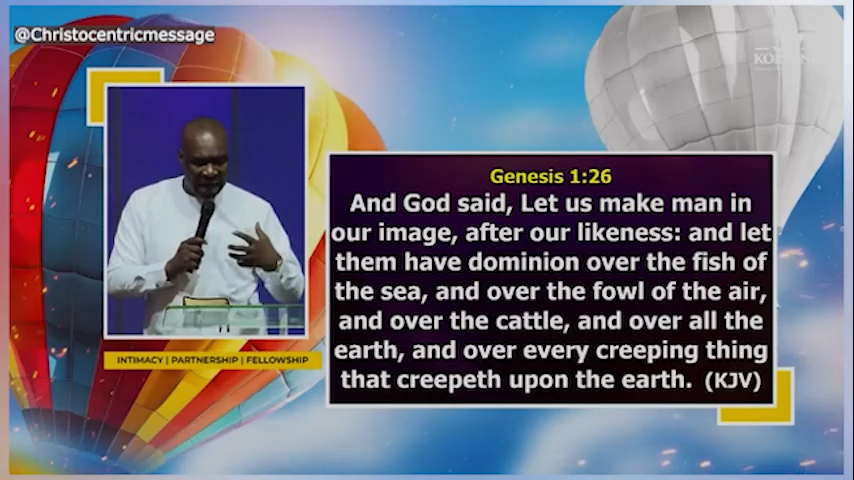 @Christocentricmessage
INTIMACY | PARTNERSHIP | FELLOWSHIP
Genesis 1:26
And God said, Let us make man in
our image, after our likeness: and let
them have dominion over the fish of
the sea, and over the fowl of the air,
and over the cattle, and over all the
earth, and over every creeping thing
that creepeth upon the earth. (KJV)